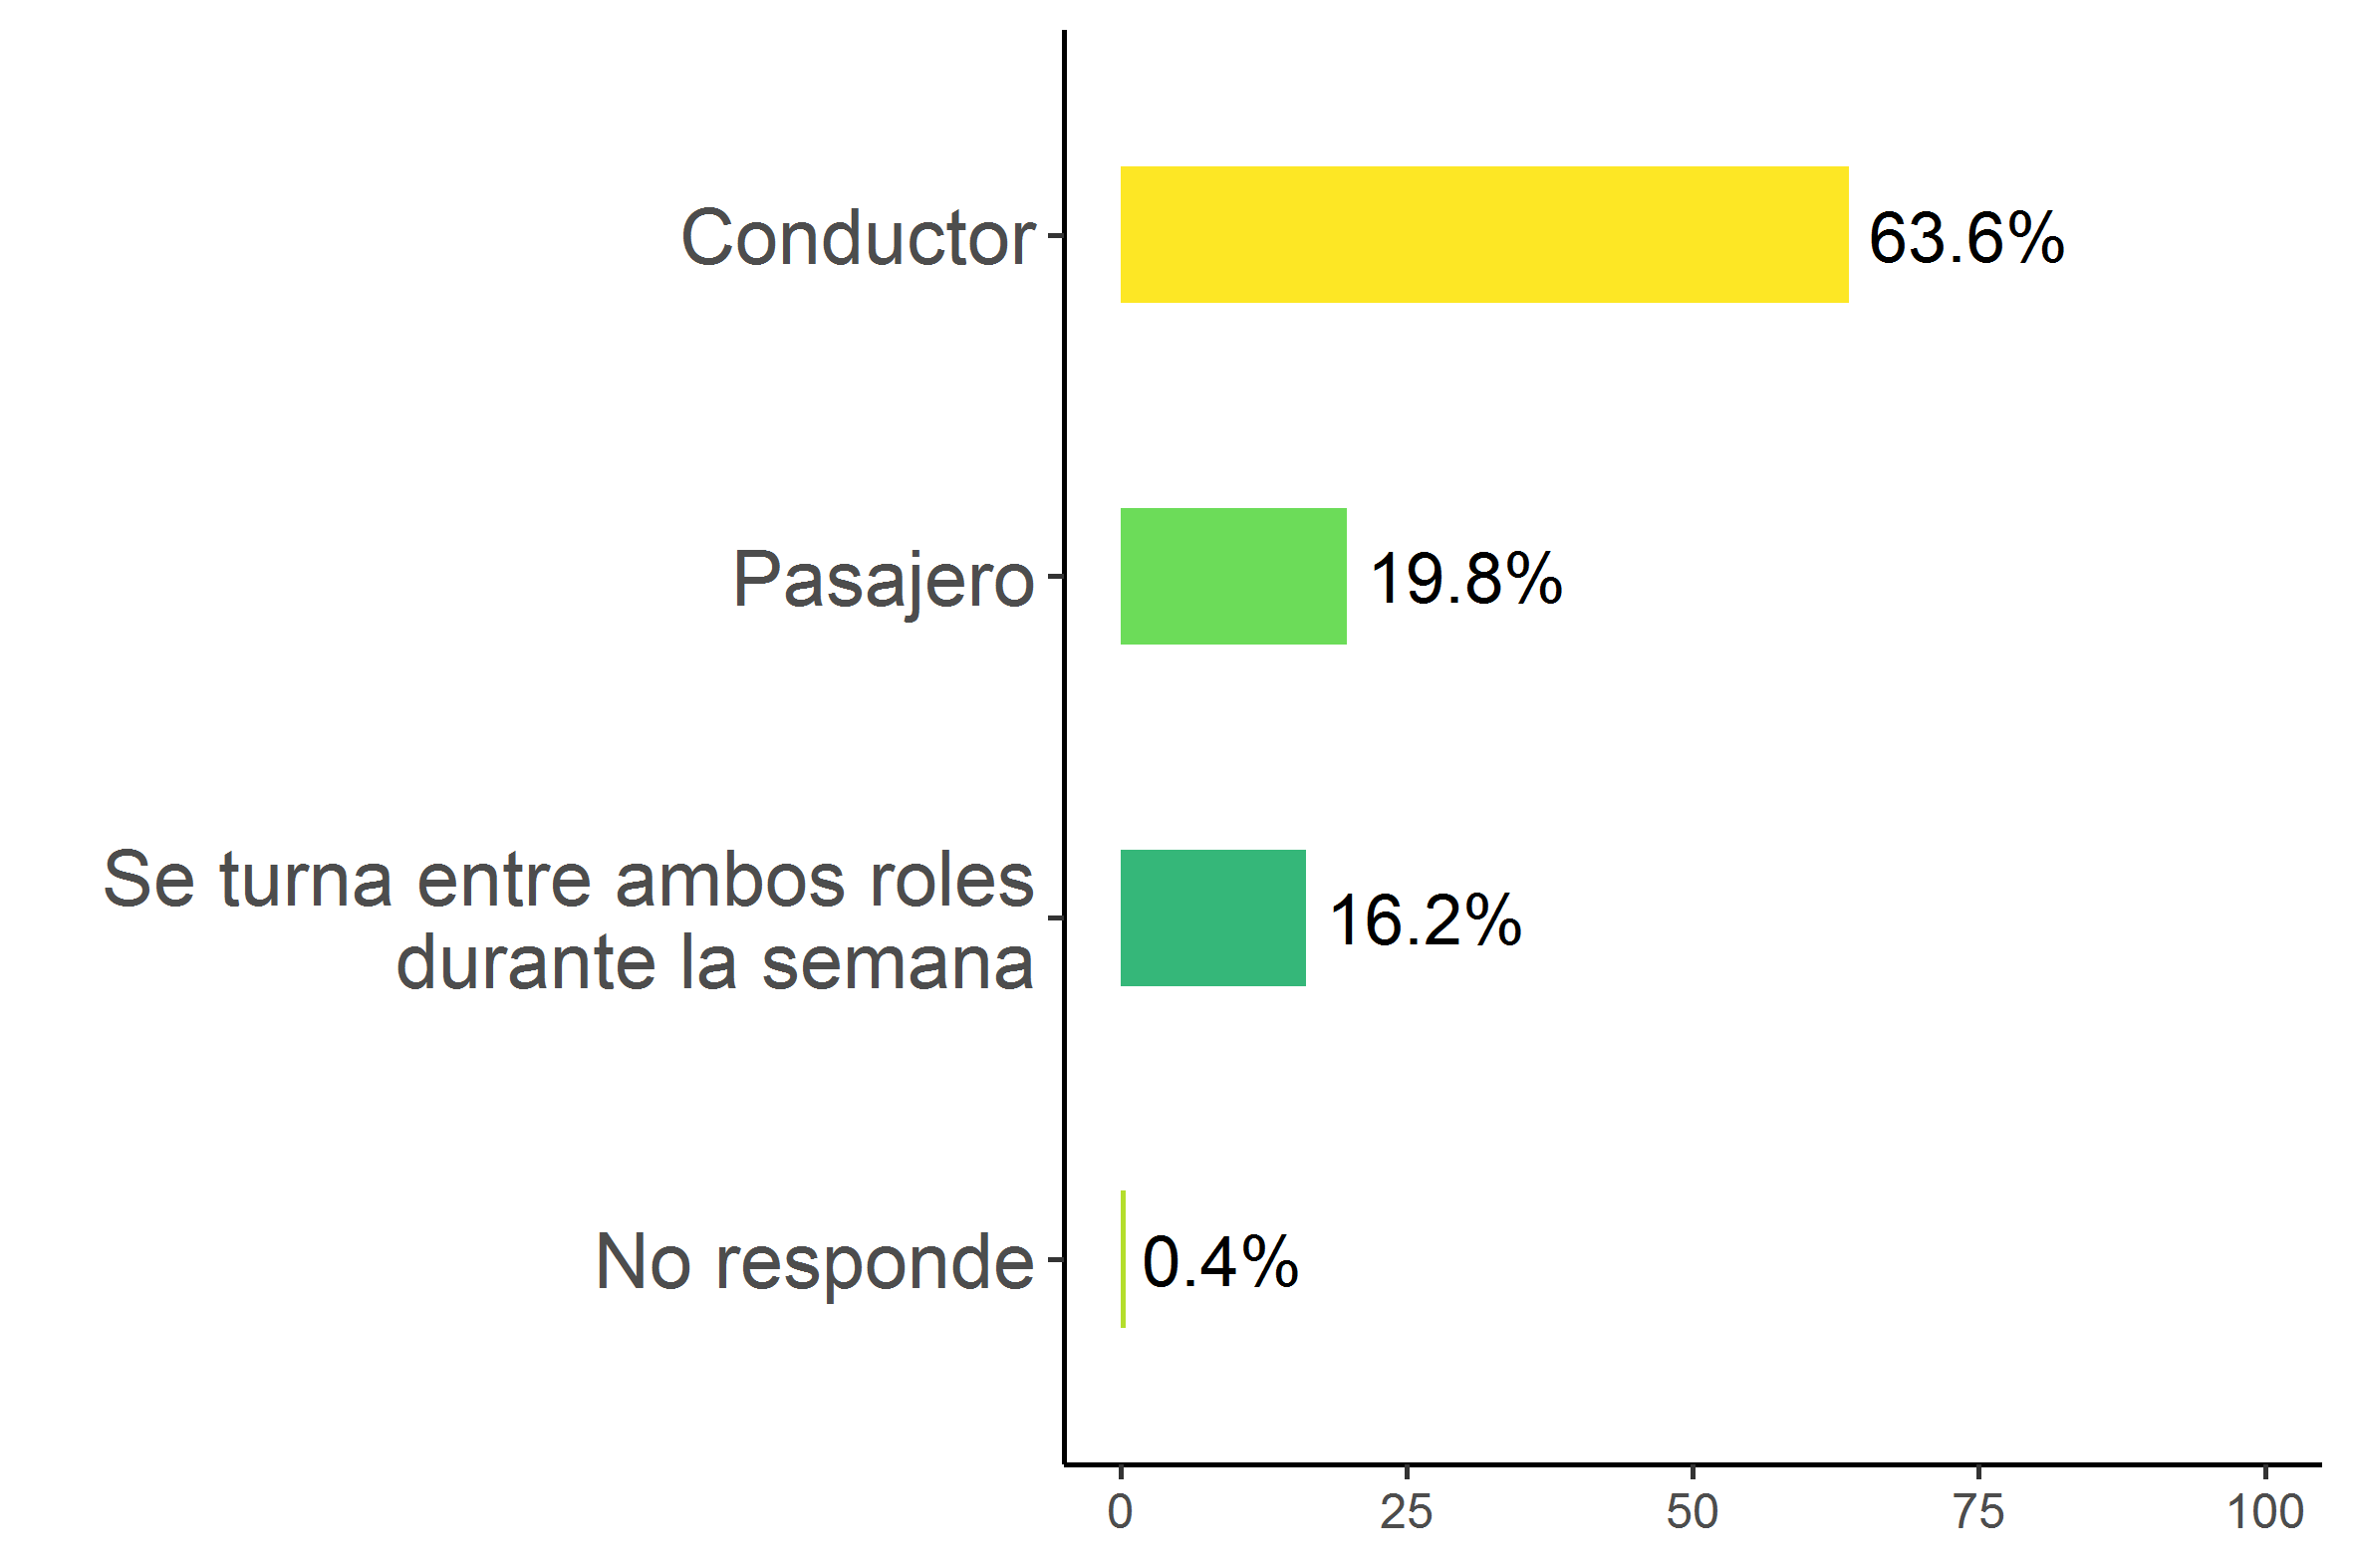 Conductor
63.6%
Pasajero
19.8%
Se turna entre ambos roles
durante la semana
16.2%
No responde
0.4%
0 25 50 75 100